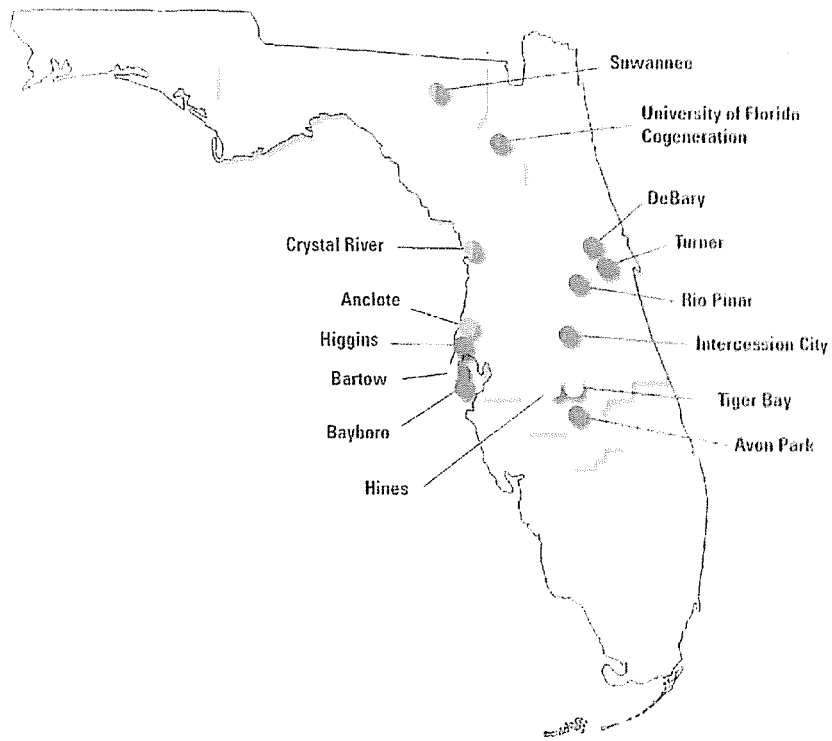 Suwannee
University of Florida
Cogeneration
DeBary
Crystal River
Turner
Anclote
Rio Pinar
Higgins
Intercession City
Bartow
Tiger Bay
Bayboro
Avon Park
Hines